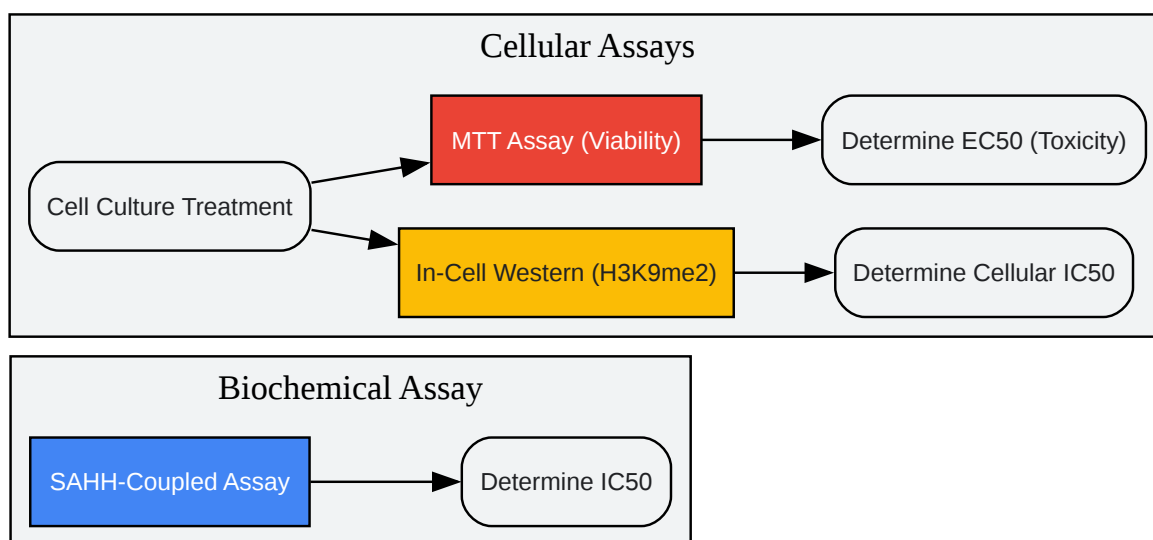 Cellular Assays
MTT Assay (Viability)
Determine EC50 (Toxicity)
Cell Culture Treatment
In-Cell Western (H3K9me2)
Determine Cellular IC50
Biochemical Assay
SAHH-Coupled Assay
Determine IC50